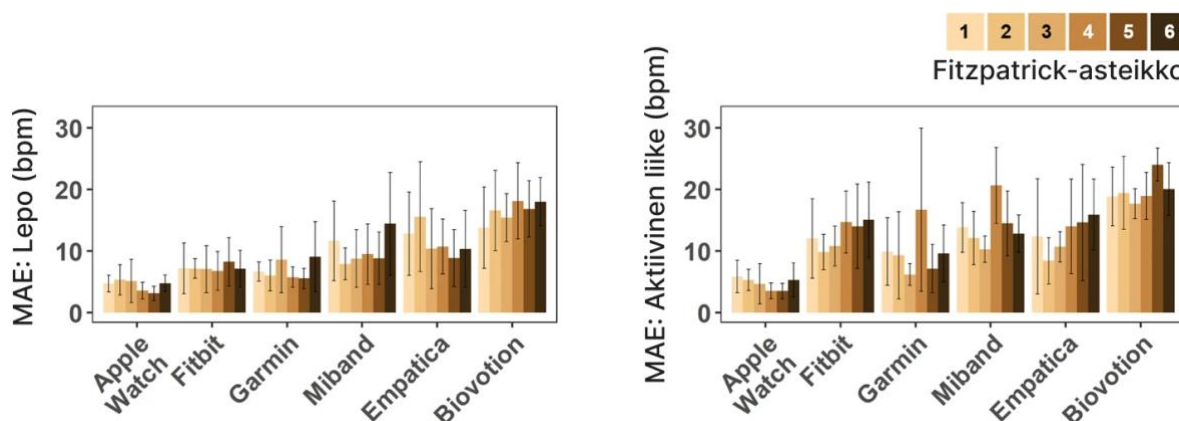 1 2 3 4 5 6
Fitzpatrick-asteikko
MAE: Lepo (bpm)
30
20
10
0
Apple Watch
Fitbit
Garmin
Miband
Empatica
Biovotion
MAE: Aktiivinen liike (bpm)
30
20
10
0
Apple Watch
Fitbit
Garmin
Miband
Empatica
Biovotion